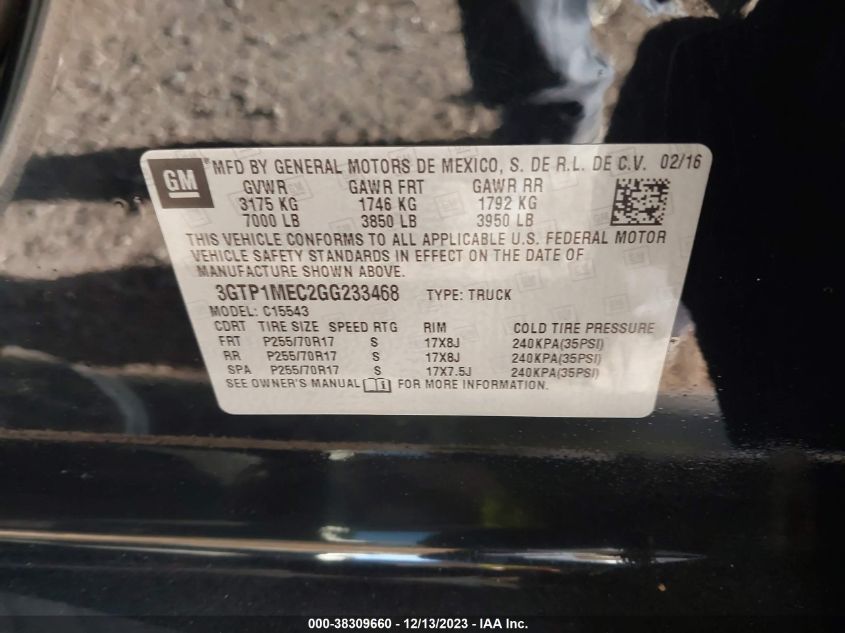 GM ® MFD BY GENERAL MOTORS DE MEXICO, S. DE R.L. DE C.V. 02/16
GVWR GAWR FRT GAWR RR
3175 KG 1746 KG 1792 KG
7000 LB 3850 LB 3950 LB
THIS VEHICLE CONFORMS TO ALL APPLICABLE U.S. FEDERAL MOTOR
VEHICLE SAFETY STANDARDS IN EFFECT ON THE DATE OF
MANUFACTURE SHOWN ABOVE.
3GTP1MEC2GG233468 TYPE: TRUCK
MODEL: C15543
CDRT TIRE SIZE SPEED RTG RIM COLD TIRE PRESSURE
FRT P255/70R17 S 17X8J 240KPA(35PSI)
RR P255/70R17 S 17X8J 240KPA(35PSI)
SPA P255/70R17 S 17X7.5J 240KPA(35PSI)
SEE OWNER'S MANUAL FOR MORE INFORMATION.
000-38309660 - 12/13/2023 - IAA Inc.